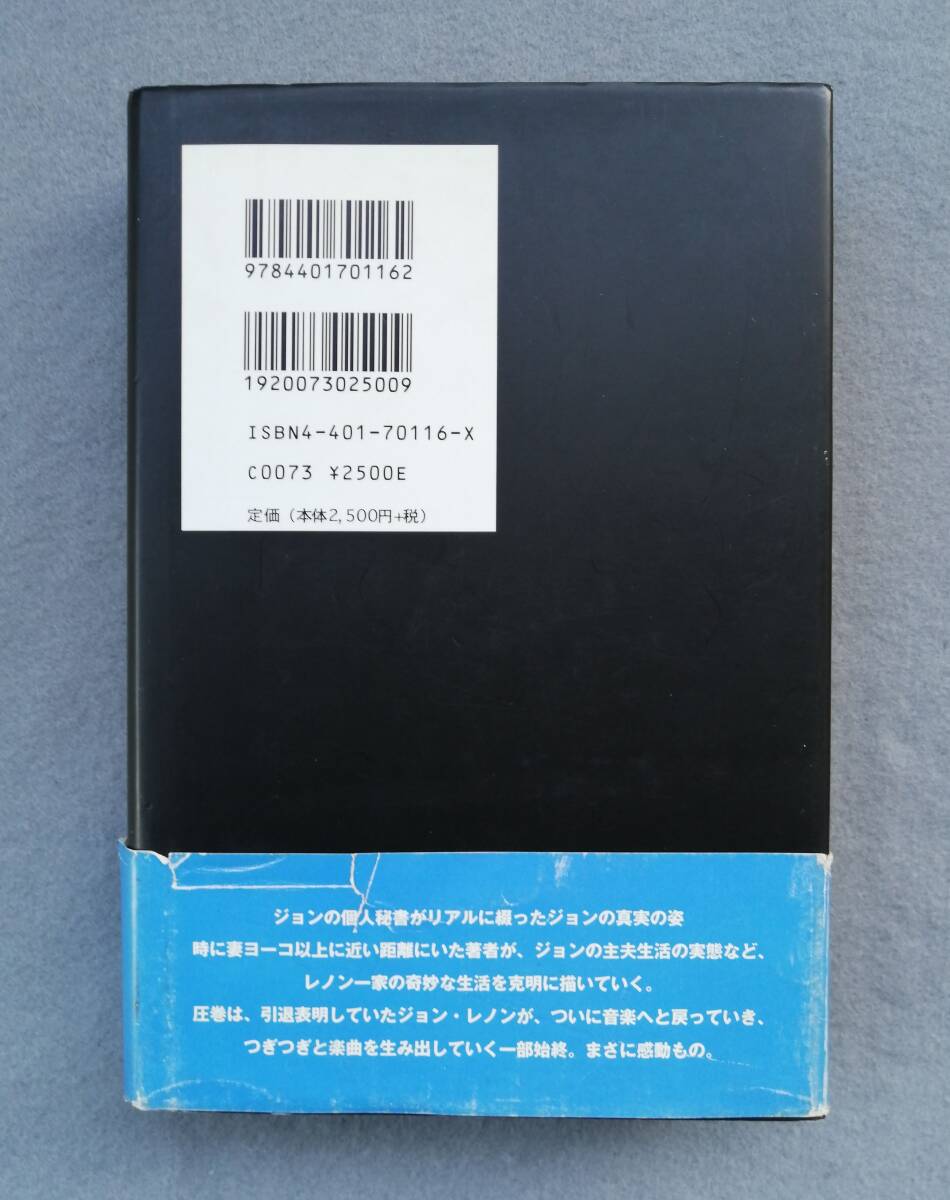 9784401701162
1920073025009
ISBN4-401-70116-X
C0073 ¥2500E
定価（本体2,500円+税）
ジョンの個人秘書がリアルに綴ったジョンの真実の姿
時に妻ヨーコ以上に近い距離にいた著者が、ジョンの主夫生活の実態など、
レノン一家の奇妙な生活を克明に描いていく。
圧巻は、引退表明していたジョン・レノンが、ついに音楽へと戻っていき、
つぎつぎと楽曲を生み出していく一部始終。まさに感動もの。